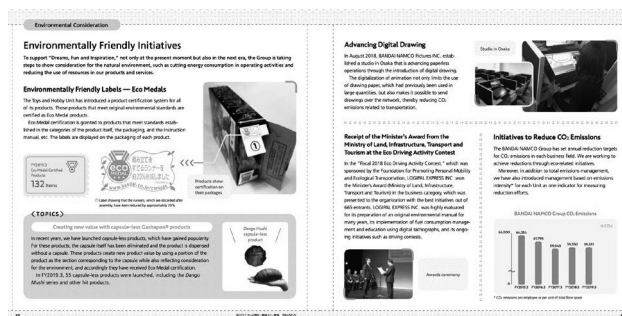 Environmental Consideration
Environmentally Friendly Initiatives
To support "Dreams, Fun and Inspiration," not only at the present moment but also in the next era, the Group is taking
steps to show consideration for the natural environment, such as cutting energy consumption in operating activities and
reducing the use of resources in our products and services.
Environmentally Friendly Labels — Eco Medals
The Toys and Hobby Unit has introduced a product certification system for all
of its products. Those products that meet original environmental standards are
certified as Eco Medal products.
Eco Medal certification is granted to products that meet standards estab-
lished in the categories of the product itself, the packaging, and the instruction
manual, etc. The labels are displayed on the packaging of each product.
FY2019.3
Eco Medal Certified
Products
132 Items
Label showing that the runners, which are discarded after
assembly, have been reduced by approximately 20%
Products show
certification on
their packages
TOPICS
Creating new value with capsule-less Gashapon® products
In recent years, we have launched capsule-less products, which have gained popularity.
For these products, the capsule itself has been eliminated and the product is dispensed
without a capsule. These products create new product value by using a portion of the
product as the section corresponding to the capsule while also reflecting consideration
for the environment, and accordingly they have received Eco Medal certification.
In FY2019.3, 55 capsule-less products were launched, including the Dango
Mushi series and other hit products.
Dango Mushi
capsule-less
product
Advancing Digital Drawing
In August 2018, BANDAI NAMCO Pictures INC. estab-
lished a studio in Osaka that is advancing paperless
operations through the introduction of digital drawing.
The digitalization of animation not only limits the use
of drawing paper, which had previously been used in
large quantities, but also makes it possible to send
drawings over the network, thereby reducing CO₂
emissions related to transportation.
Studio in Osaka
Receipt of the Minister's Award from the
Ministry of Land, Infrastructure, Transport and
Tourism at the Eco Driving Activity Contest
In the "fiscal 2018 Eco Driving Activity Contest," which was
sponsored by the Foundation for Promoting Personal Mobility
and Ecological Transportation, LOGIPAL EXPRESS INC. won
the Minister's Award (Ministry of Land, Infrastructure,
Transport and Tourism) in the business category, which was
presented to the organization with the best initiatives out of
665 entrants. LOGIPAL EXPRESS INC. was highly evaluated
for its preparation of an original environmental manual for
many years, its implementation of fuel consumption manage-
ment and education using digital tachographs, and its ongo-
ing initiatives such as driving contests.
Awards ceremony
Initiatives to Reduce CO₂ Emissions
The BANDAI NAMCO Group has set annual reduction targets
for CO₂ emissions in each business field. We are working to
achieve reductions through eco-related initiatives.
Moreover, in addition to total emissions management,
we have also introduced management based on emissions
intensity* for each Unit as one indicator for measuring
reduction efforts.
BANDAI NAMCO Group CO₂ Emissions
FY2015.3 FY2016.3 FY2017.3 FY2018.3 FY2019.3
* CO₂ emissions per employee or per unit of total floor space